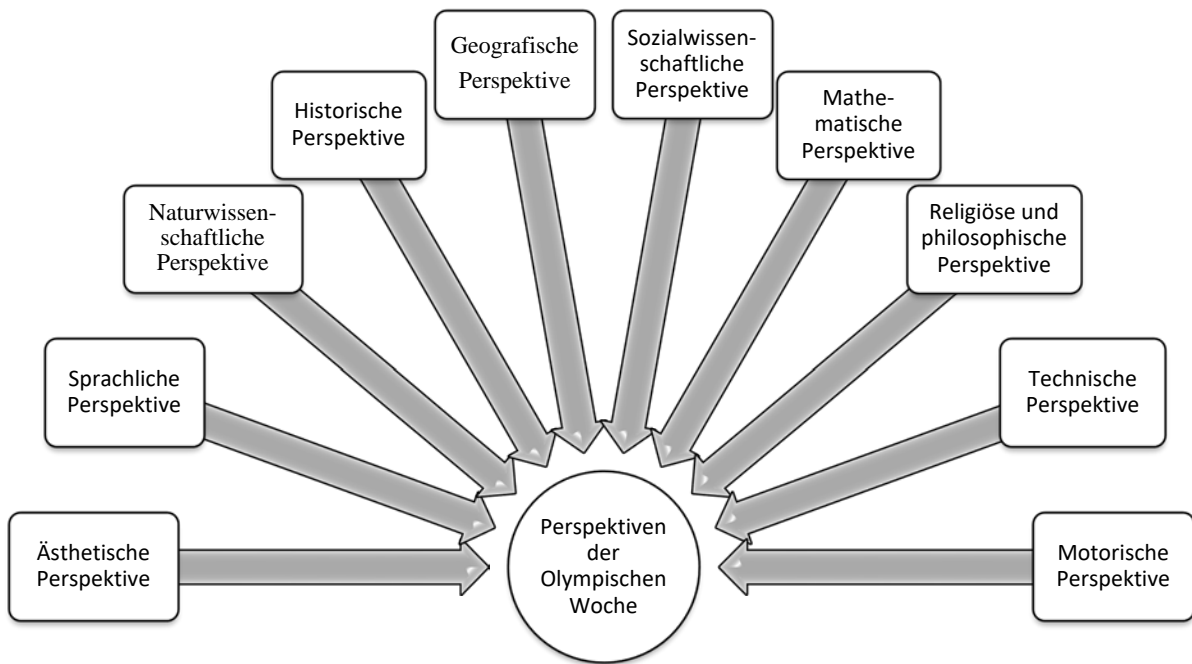 Geografische
Perspektive
Sozialwissen-
schaftliche
Perspektive
Historische
Perspektive
Mathe-
matische
Perspektive
Naturwissen-
schaftliche
Perspektive
Religiöse und
philosophische
Perspektive
Sprachliche
Perspektive
Technische
Perspektive
Ästhetische
Perspektive
Perspektiven
der
Olympischen
Woche
Motorische
Perspektive